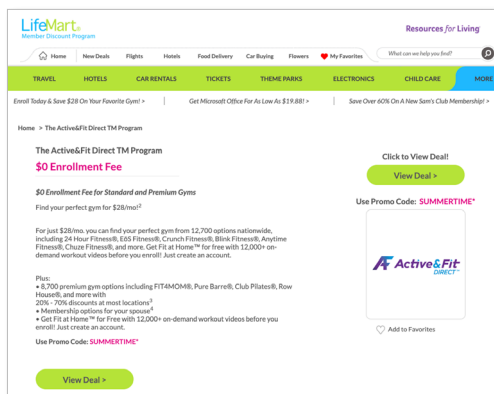 LifeMart®
Member Discount Program
Resources for Living
Home New Deals Flights Hotels Food Delivery Car Buying Flowers My Favorites What can we help you find?
TRAVEL HOTELS CAR RENTALS TICKETS THEME PARKS ELECTRONICS CHILD CARE MORE
Enroll Today & Save $28 On Your Favorite Gym! > | Get Microsoft Office For As Low As $19.88! > | Save Over 60% On A New Sam's Club Membership! >
Home > The Active&Fit Direct TM Program
The Active&Fit Direct TM Program
$0 Enrollment Fee
Click to View Deal!
View Deal >
$0 Enrollment Fee for Standard and Premium Gyms
Use Promo Code: SUMMERTIME*
Find your perfect gym for $28/mo!²
For just $28/mo. you can find your perfect gym from 12,700 options nationwide,
including 24 Hour Fitness®, EōS Fitness®, Crunch Fitness®, Blink Fitness®, Anytime
Fitness®, Chuze Fitness®, and more. Get Fit at Home™ for free with 12,000+ on-
demand workout videos before you enroll! Just create an account.
Active&Fit
DIRECT™
Plus:
• 8,700 premium gym options including FIT4MOM®, Pure Barre®, Club Pilates®, Row
House®, and more with
20% - 70% discounts at most locations³
• Membership options for your spouse⁴
• Get Fit at Home™ for Free with 12,000+ on-demand workout videos before you
enroll! Just create an account.
Add to Favorites
Use Promo Code: SUMMERTIME*
View Deal >